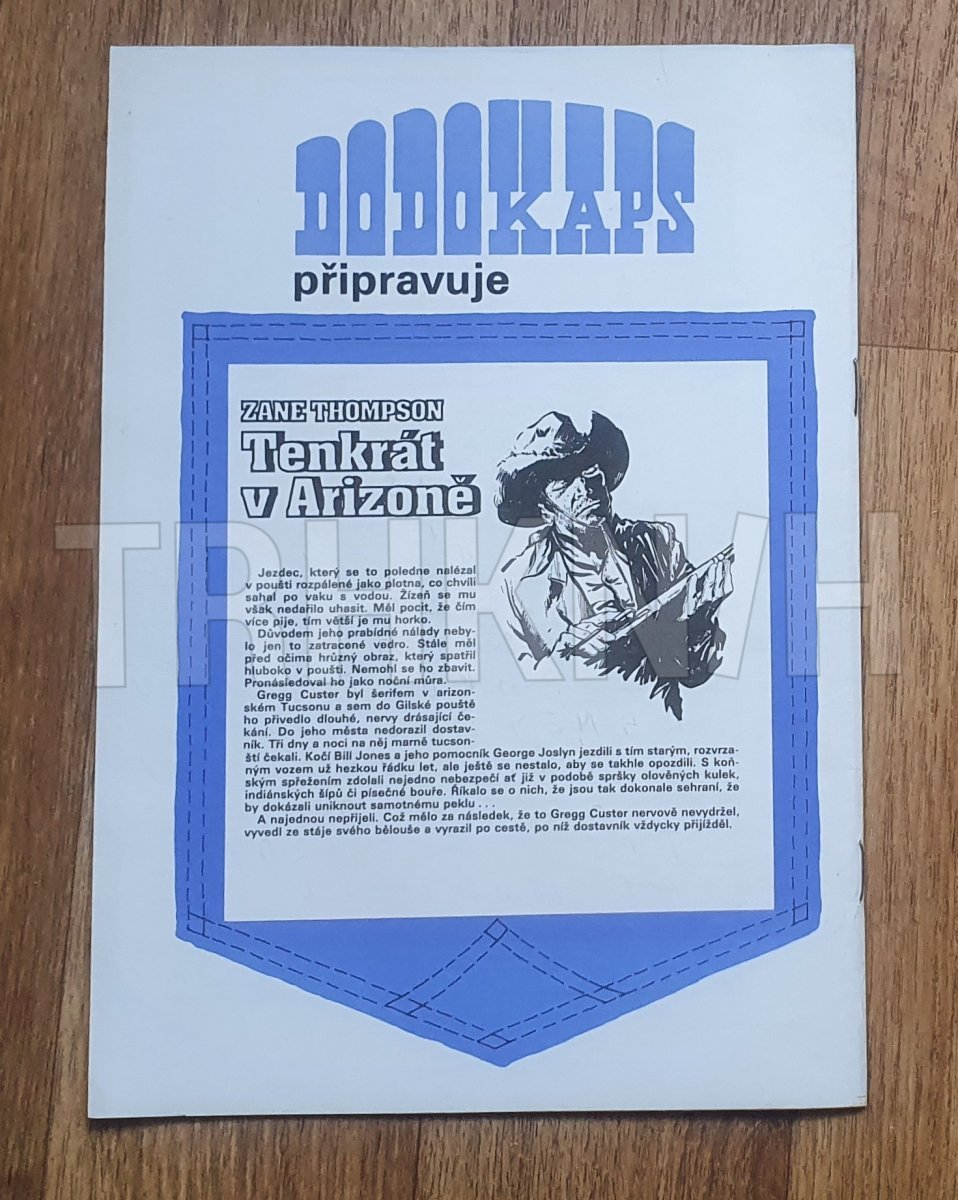 DODOKAPS
připravuje
ZANE THOMPSON
Tenkrát
v Arizoně
Jezdec, který se to poledne nalézal
v poušti rozpálené jako plotna, co chvíli
sahal po vaku s vodou. Žízeň se mu
však nedařilo uhasit. Měl pocit, že čím
více pije, tím větší je mu horko.
Důvodem jeho prabídné nálady neby-
lo jen to zatracené vedro. Stále měl
před očima hrůzný obraz, který spatřil
hluboko v poušti. Nemohl se ho zbavit.
Pronásledoval ho jako noční můra.
Gregg Custer byl šerifem v arizon-
ském Tucsonu a sem do Gilské pouště
ho přivedlo dlouhé, nervy drásající če-
kání. Do jeho města nedorazil dostav-
ník. Tři dny a noci na něj marně tucson-
ští čekali. Kočí Bill Jones a jeho pomocník George Joslyn jezdili s tím starým, rozvrza-
ným vozem už hezkou řádku let, ale ještě se nestalo, aby se takhle opozdili. S koň-
ským spřežením zdolali nejedno nebezpečí ať již v podobě spršky olověných kulek,
indiánských šípů či písečné bouře. Říkalo se o nich, že jsou tak dokonale sehraní, že
by dokázali uniknout samotnému peklu . . .
A najednou nepřijeli. Což mělo za následek, že to Gregg Custer nervově nevydržel,
vyvedl ze stáje svého bělouše a vyrazil po cestě, po níž dostavník vždycky přijížděl.
TRUKNVH